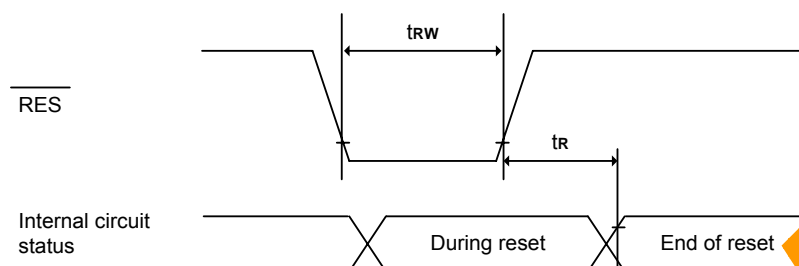 tRW
RES
tR
Internal circuit
status
During reset
End of reset